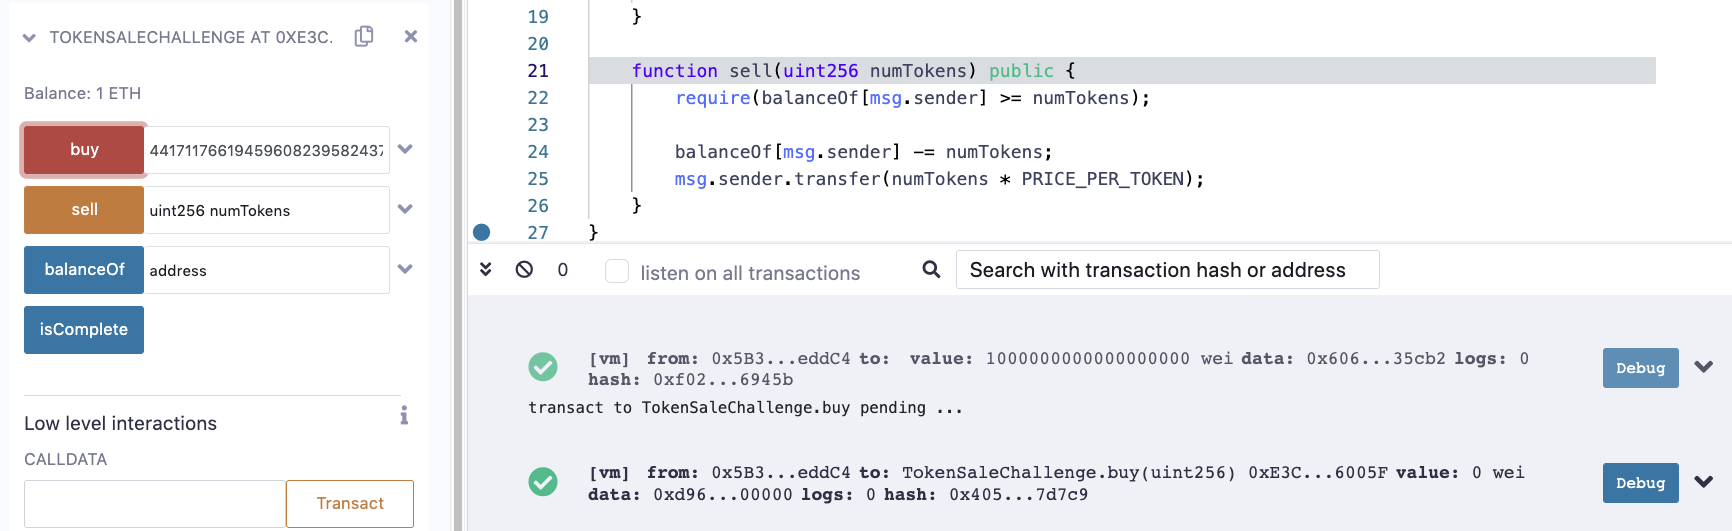 TOKENSALECHALLENGE AT 0XE3C.
Balance: 1 ETH
buy 44171176619459608239582437
sell uint256 numTokens
balanceOf address
isComplete
Low level interactions
CALLDATA
Transact
19 }
20
21 function sell(uint256 numTokens) public {
22 require(balanceOf[msg.sender] >= numTokens);
23
24 balanceOf[msg.sender] -= numTokens;
25 msg.sender.transfer(numTokens * PRICE_PER_TOKEN);
26 }
27 }
0 listen on all transactions Search with transaction hash or address
[vm] from: 0x5B3...eddC4 to: value: 1000000000000000000 wei data: 0x606...35cb2 logs: 0
hash: 0xf02...6945b
Debug
transact to TokenSaleChallenge.buy pending ...
[vm] from: 0x5B3...eddC4 to: TokenSaleChallenge.buy(uint256) 0xE3C...6005F value: 0 wei
data: 0xd96...00000 logs: 0 hash: 0x405...7d7c9
Debug